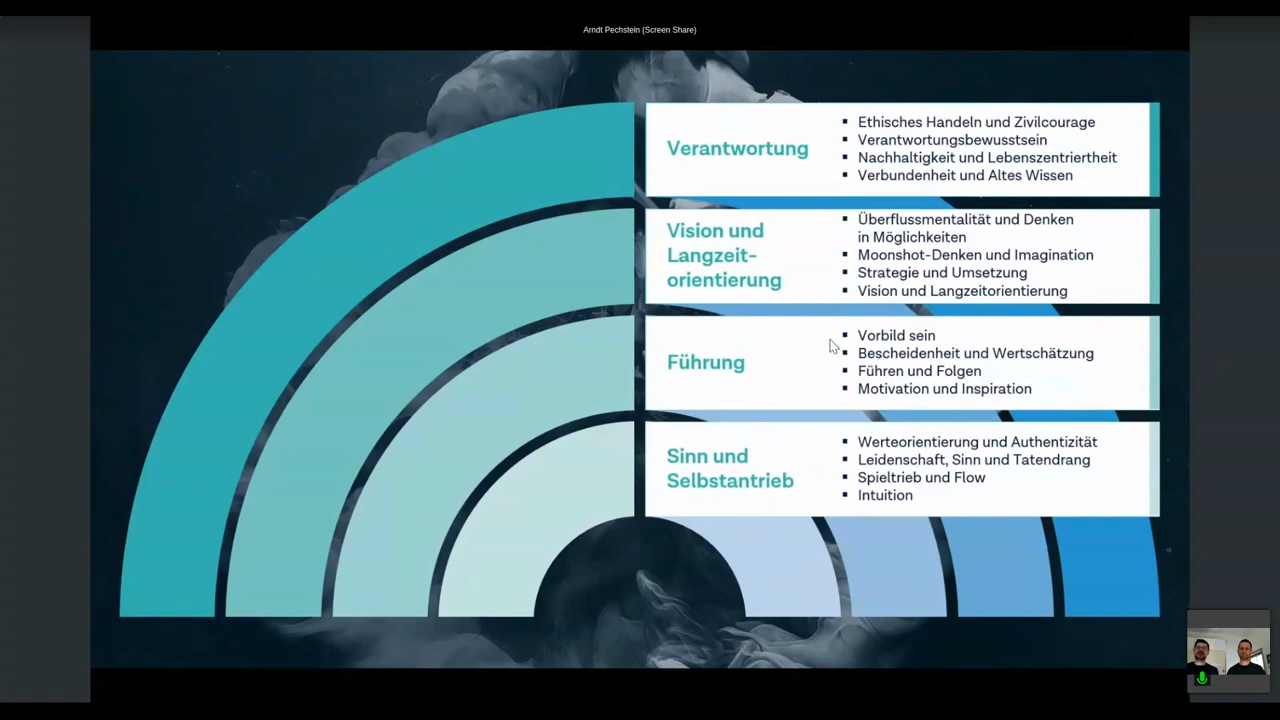 Arndt Pechstein (Screen Share)
Verantwortung
▪ Ethisches Handeln und Zivilcourage
▪ Verantwortungsbewusstsein
▪ Nachhaltigkeit und Lebenszentriertheit
▪ Verbundenheit und Altes Wissen
Vision und
Langzeit-
orientierung
▪ Überflussmentalität und Denken
in Möglichkeiten
▪ Moonshot-Denken und Imagination
▪ Strategie und Umsetzung
▪ Vision und Langzeitorientierung
Führung
▪ Vorbild sein
▪ Bescheidenheit und Wertschätzung
▪ Führen und Folgen
▪ Motivation und Inspiration
Sinn und
Selbstantrieb
▪ Werteorientierung und Authentizität
▪ Leidenschaft, Sinn und Tatendrang
▪ Spieltrieb und Flow
▪ Intuition